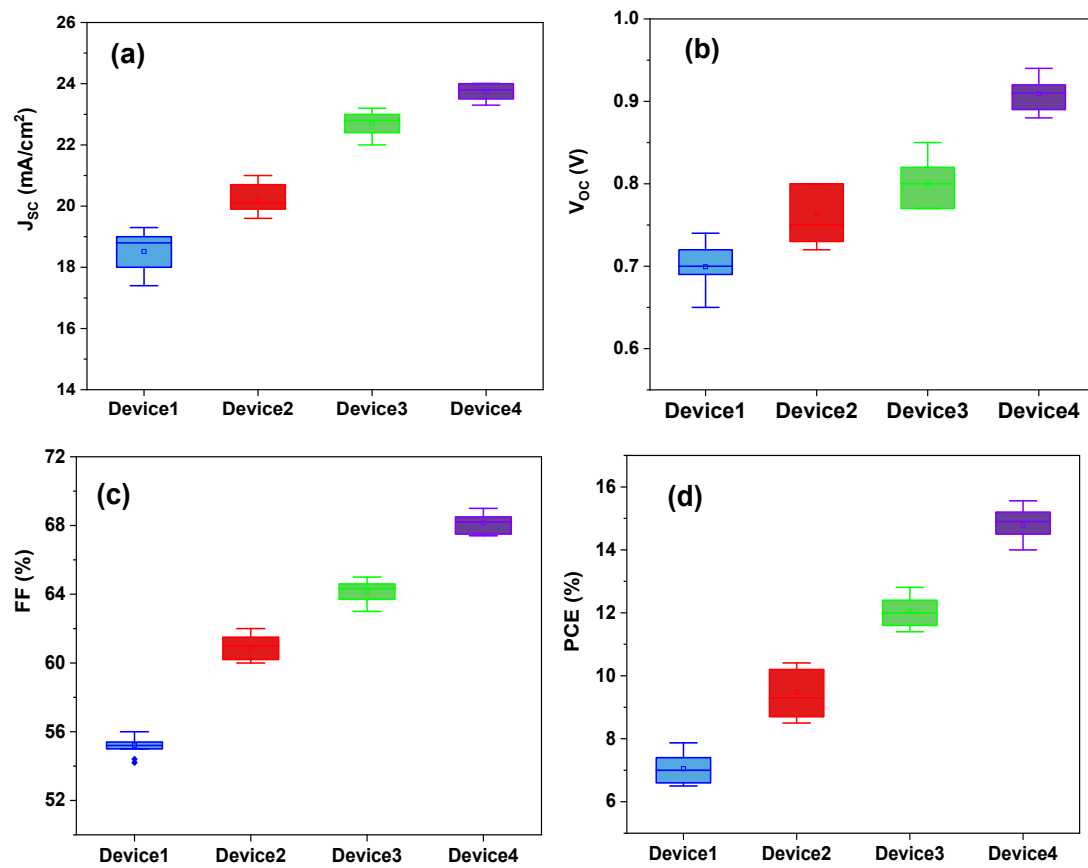 (a)
J_SC (mA/cm²)
26
24
22
20
18
16
14
Device1 Device2 Device3 Device4
(b)
V_OC (V)
1.0
0.9
0.8
0.7
0.6
Device1 Device2 Device3 Device4
(c)
FF (%)
72
68
64
60
56
52
Device1 Device2 Device3 Device4
(d)
PCE (%)
16
14
12
10
8
6
Device1 Device2 Device3 Device4